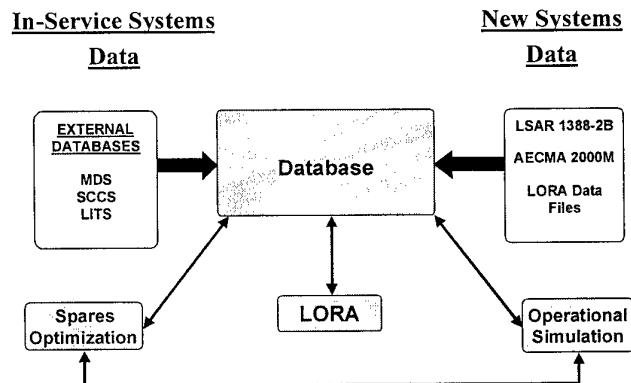 In-Service Systems
Data
New Systems
Data
EXTERNAL
DATABASES
MDS
SCCS
LITS
Database
LSAR 1388-2B
AECMA 2000M
LORA Data
Files
Spares
Optimization
LORA
Operational
Simulation